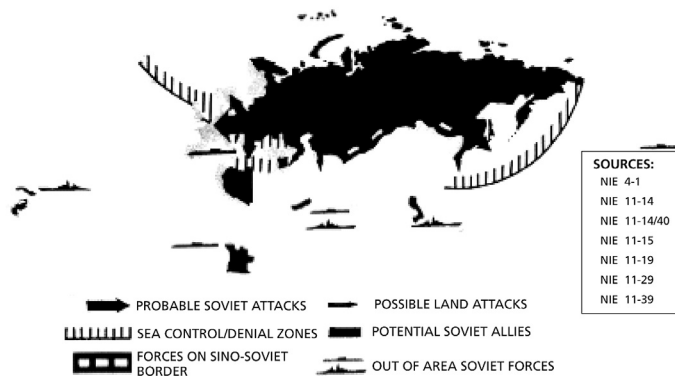 SOURCES:
NIE 4-1
NIE 11-14
NIE 11-14/40
NIE 11-15
NIE 11-19
NIE 11-29
NIE 11-39
PROBABLE SOVIET ATTACKS
POSSIBLE LAND ATTACKS
SEA CONTROL/DENIAL ZONES
POTENTIAL SOVIET ALLIES
FORCES ON SINO-SOVIET
BORDER
OUT OF AREA SOVIET FORCES